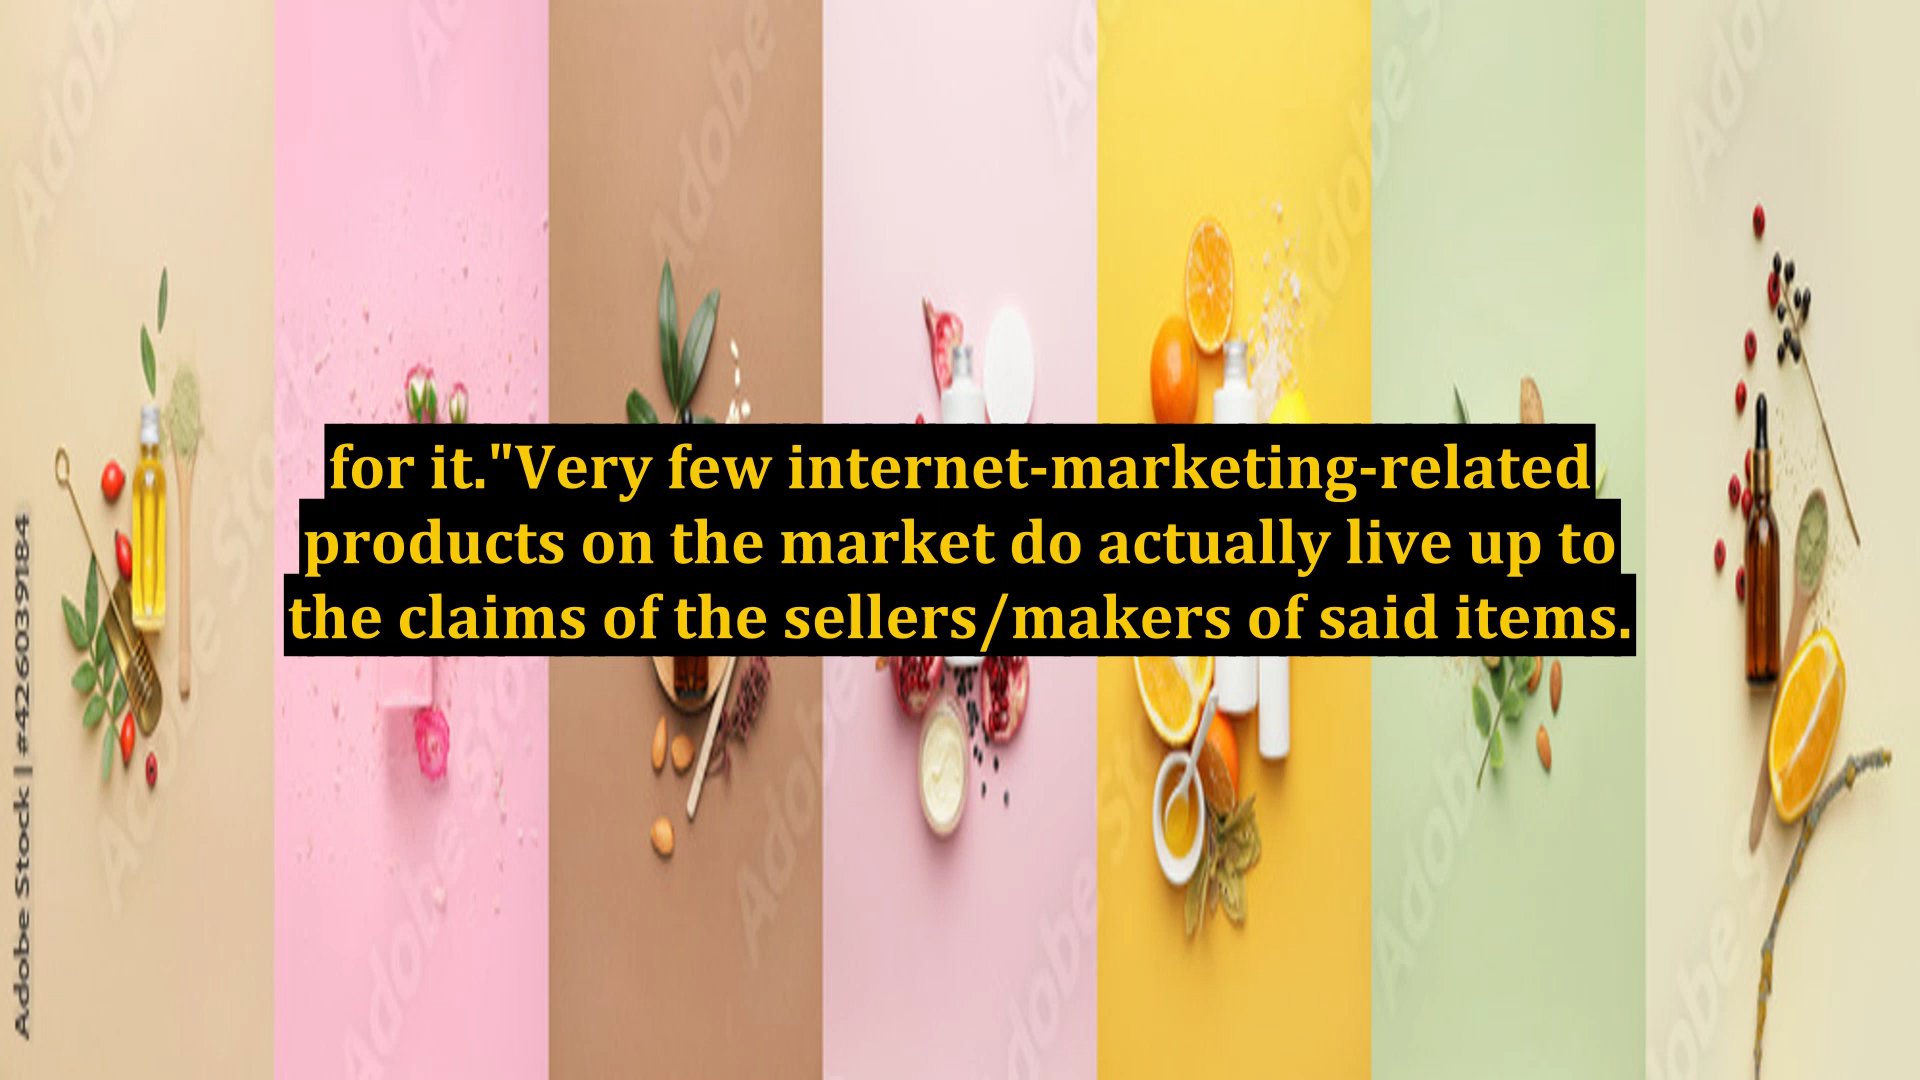 for it."Very few internet-marketing-related
products on the market do actually live up to
the claims of the sellers/makers of said items.
Adobe Stock | #426039184